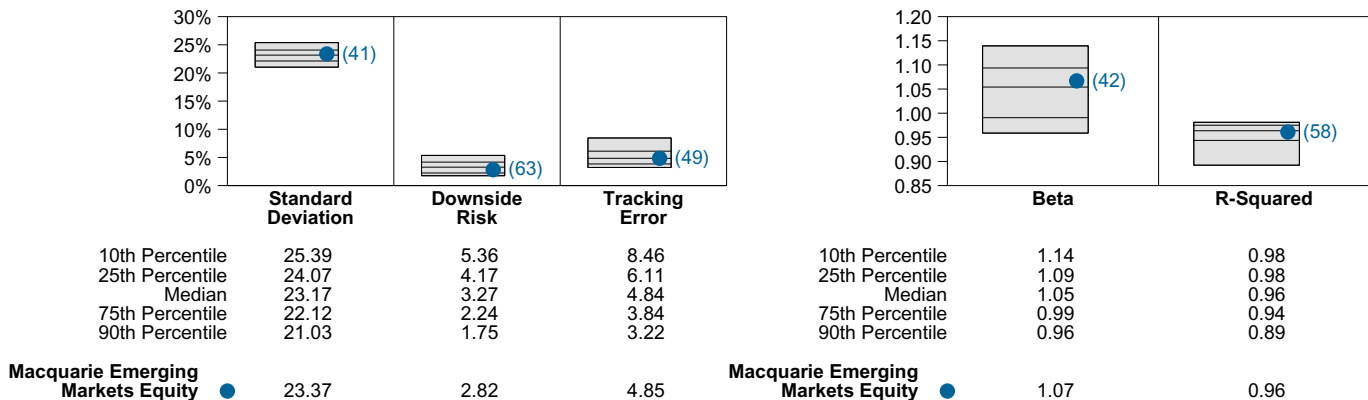 30%
25%
20%
15%
10%
5%
0%
(41)
(63)
(49)
Standard Deviation
Downside Risk
Tracking Error
10th Percentile 25.39 5.36 8.46
25th Percentile 24.07 4.17 6.11
Median 23.17 3.27 4.84
75th Percentile 22.12 2.24 3.84
90th Percentile 21.03 1.75 3.22
Macquarie Emerging
Markets Equity 23.37 2.82 4.85
1.20
1.15
1.10
1.05
1.00
0.95
0.90
0.85
(42)
(58)
Beta
R-Squared
10th Percentile 1.14 0.98
25th Percentile 1.09 0.98
Median 1.05 0.96
75th Percentile 0.99 0.94
90th Percentile 0.96 0.89
Macquarie Emerging
Markets Equity 1.07 0.96